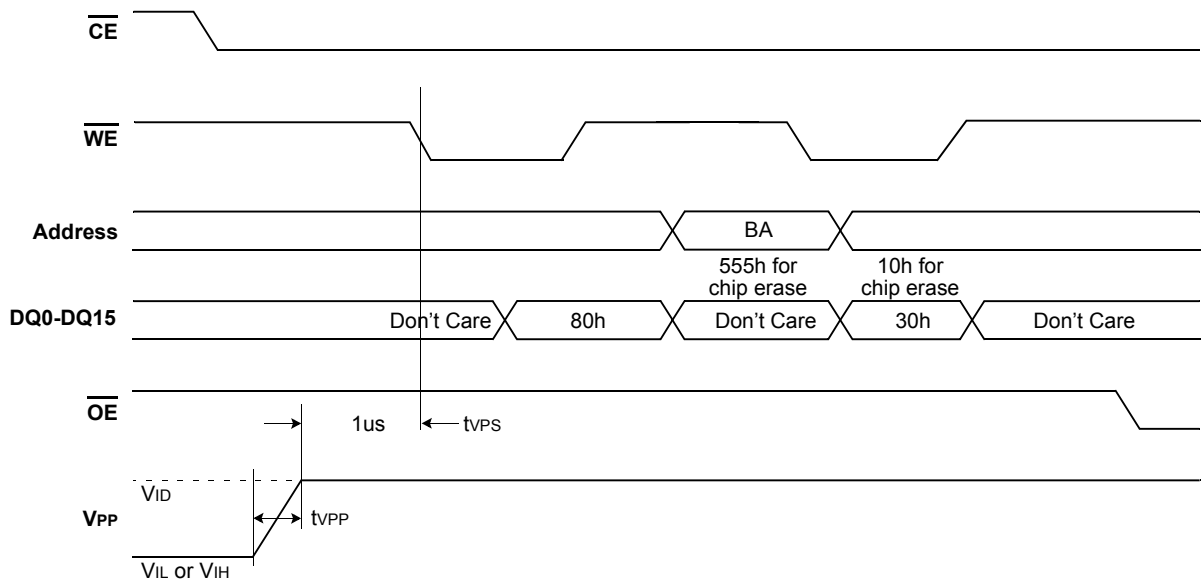 CE
WE
Address
BA
555h for
chip erase
10h for
chip erase
DQ0-DQ15
Don't Care
80h
Don't Care
30h
Don't Care
OE
1us
tVPS
VID
VPP
tVPP
VIL or VIH